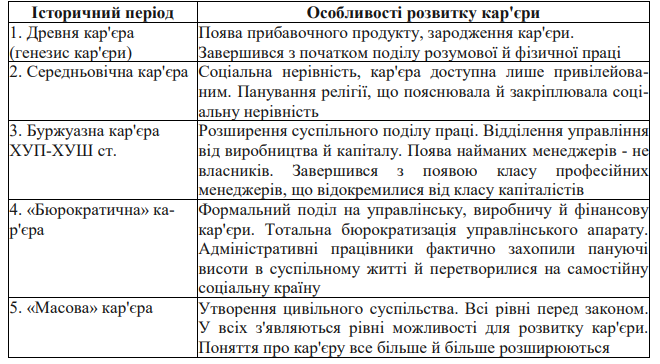 Історичний період
Особливості розвитку кар'єри
1. Древня кар'єра
(генезис кар'єри)
Поява прибавочного продукту, зародження кар'єри.
Завершився з початком поділу розумової й фізичної праці
2. Середньовічна кар'єра
Соціальна нерівність, кар'єра доступна лише привілейова-
ним. Панування релігії, що пояснювала й закріплювала соці-
альну нерівність
3. Буржуазна кар'єра
ХУП-ХУШ ст.
Розширення суспільного поділу праці. Відділення управління
від виробництва й капіталу. Поява найманих менеджерів - не
власників. Завершився з появою класу професійних
менеджерів, що відокремилися від класу капіталістів
4. «Бюрократична» ка-
р'єра
Формальний поділ на управлінську, виробничу й фінансову
кар'єри. Тотальна бюрократизація управлінського апарату.
Адміністративні працівники фактично захопили пануючі
висоти в суспільному житті й перетворилися на самостійну
соціальну країну
5. «Масова» кар'єра
Утворення цивільного суспільства. Всі рівні перед законом.
У всіх з'являються рівні можливості для розвитку кар'єри.
Поняття про кар'єру все більше й більше розширюються